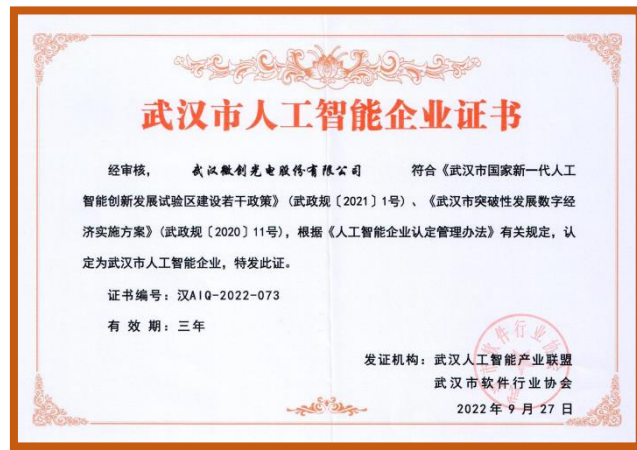 武汉市人工智能企业证书
经审核， 武汉微创光电股份有限公司 符合《武汉市国家新一代人工
智能创新发展试验区建设若干政策》（武政规〔2021〕1号）、《武汉市突破性发展数字经
济实施方案》（武政规〔2020〕11号），根据《人工智能企业认定管理办法》有关规定，认
定为武汉市人工智能企业，特发此证。
证书编号：汉AIQ-2022-073
有 效 期：三年
发证机构：武汉人工智能产业联盟
武汉市软件行业协会
2022年9月27日